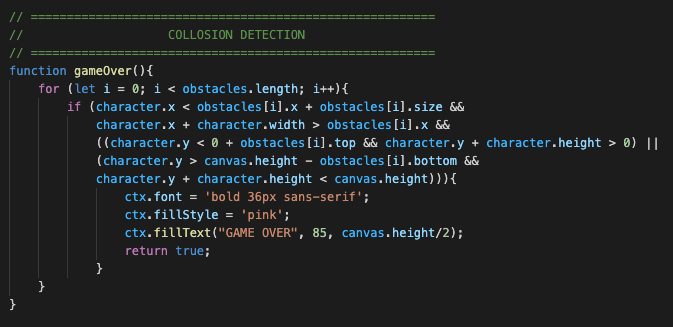 // ========================================================
//                    COLLOSION DETECTION
// ========================================================
function gameOver(){
    for (let i = 0; i < obstacles.length; i++){
        if (character.x < obstacles[i].x + obstacles[i].size &&
            character.x + character.width > obstacles[i].x &&
            ((character.y < 0 + obstacles[i].top && character.y + character.height > 0) ||
            (character.y > canvas.height - obstacles[i].bottom &&
            character.y + character.height < canvas.height))){
                ctx.font = 'bold 36px sans-serif';
                ctx.fillStyle = 'pink';
                ctx.fillText("GAME OVER", 85, canvas.height/2);
                return true;
            }
    }
}